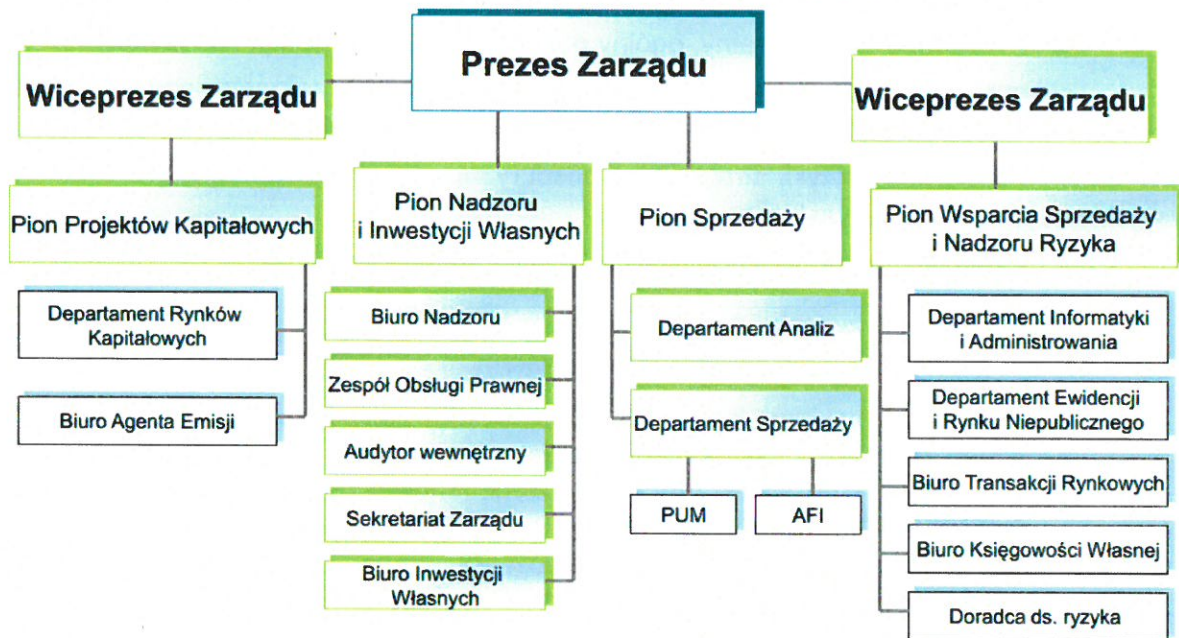 Prezes Zarządu
Wiceprezes Zarządu
Wiceprezes Zarządu
Pion Projektów Kapitałowych
Departament Rynków
Kapitałowych
Biuro Agenta Emisji
Pion Nadzoru
i Inwestycji Własnych
Biuro Nadzoru
Zespół Obsługi Prawnej
Audytor wewnętrzny
Sekretariat Zarządu
Biuro Inwestycji
Własnych
Pion Sprzedaży
Departament Analiz
Departament Sprzedaży
PUM
AFI
Pion Wsparcia Sprzedaży
i Nadzoru Ryzyka
Departament Informatyki
i Administrowania
Departament Ewidencji
i Rynku Niepublicznego
Biuro Transakcji Rynkowych
Biuro Księgowości Własnej
Doradca ds. ryzyka